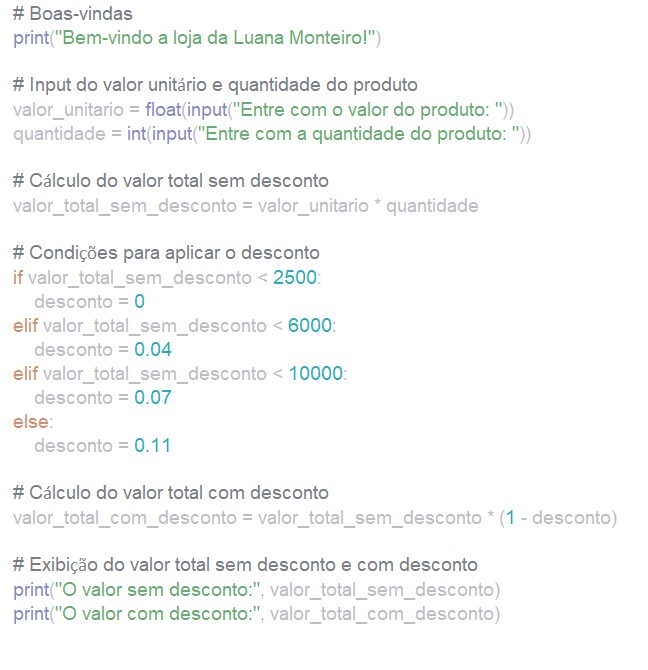 # Boas-vindas
print("Bem-vindo a loja da Luana Monteiro!")

# Input do valor unitário e quantidade do produto
valor_unitario = float(input("Entre com o valor do produto: "))
quantidade = int(input("Entre com a quantidade do produto: "))

# Cálculo do valor total sem desconto
valor_total_sem_desconto = valor_unitario * quantidade

# Condições para aplicar o desconto
if valor_total_sem_desconto < 2500:
    desconto = 0
elif valor_total_sem_desconto < 6000:
    desconto = 0.04
elif valor_total_sem_desconto < 10000:
    desconto = 0.07
else:
    desconto = 0.11

# Cálculo do valor total com desconto
valor_total_com_desconto = valor_total_sem_desconto * (1 - desconto)

# Exibição do valor total sem desconto e com desconto
print("O valor sem desconto:", valor_total_sem_desconto)
print("O valor com desconto:", valor_total_com_desconto)